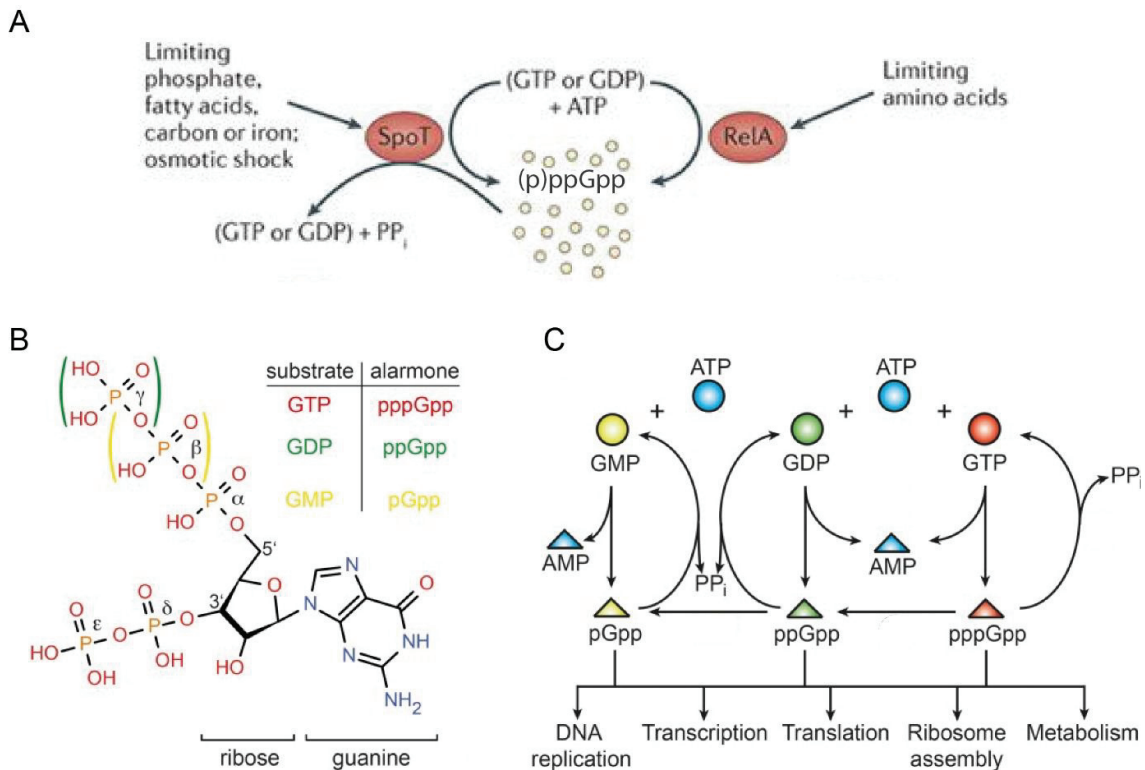 A
Limiting
phosphate,
fatty acids,
carbon or iron;
osmotic shock
SpoT
(GTP or GDP)
+ ATP
RelA
Limiting
amino acids
(p)ppGpp
(GTP or GDP) + PPi
B
HO O
P γ
HO O O
P β
HO O O
P α
HO O
5‘
substrate alarmone
GTP pppGpp
GDP ppGpp
GMP pGpp
O ε O δ 3‘ O
HO P O P O
OH OH HO
N N O
N N NH
NH2
ribose guanine
C
ATP ATP
+ + +
GMP GDP GTP
PPi
AMP PPi AMP
pGpp ppGpp pppGpp
DNA
replication
Transcription
Translation
Ribosome
assembly
Metabolism